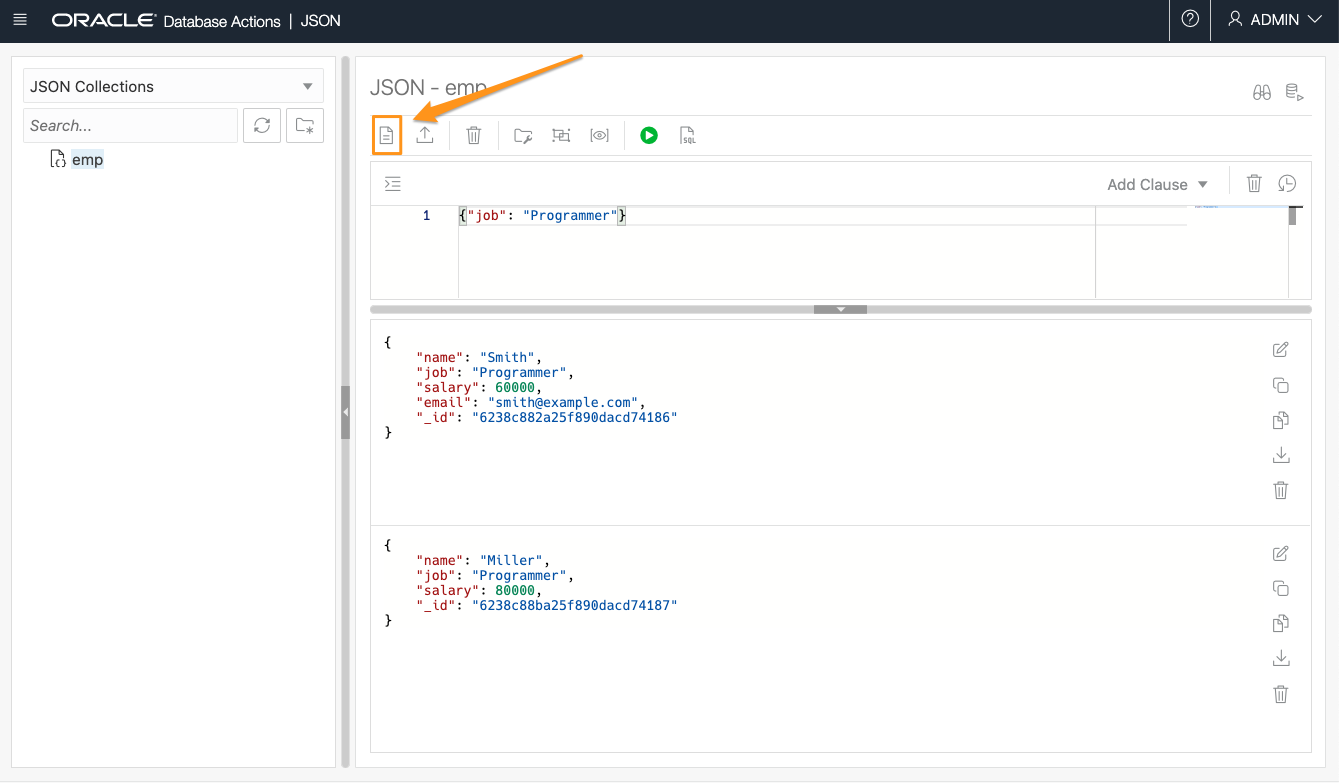 ORACLE Database Actions | JSON
ADMIN
JSON Collections
Search...
emp
JSON - emp
SQL
Add Clause
1 {"job": "Programmer"}
{
"name": "Smith",
"job": "Programmer",
"salary": 60000,
"email": "smith@example.com",
"_id": "6238c882a25f890dacd74186"
}
{
"name": "Miller",
"job": "Programmer",
"salary": 80000,
"_id": "6238c88ba25f890dacd74187"
}